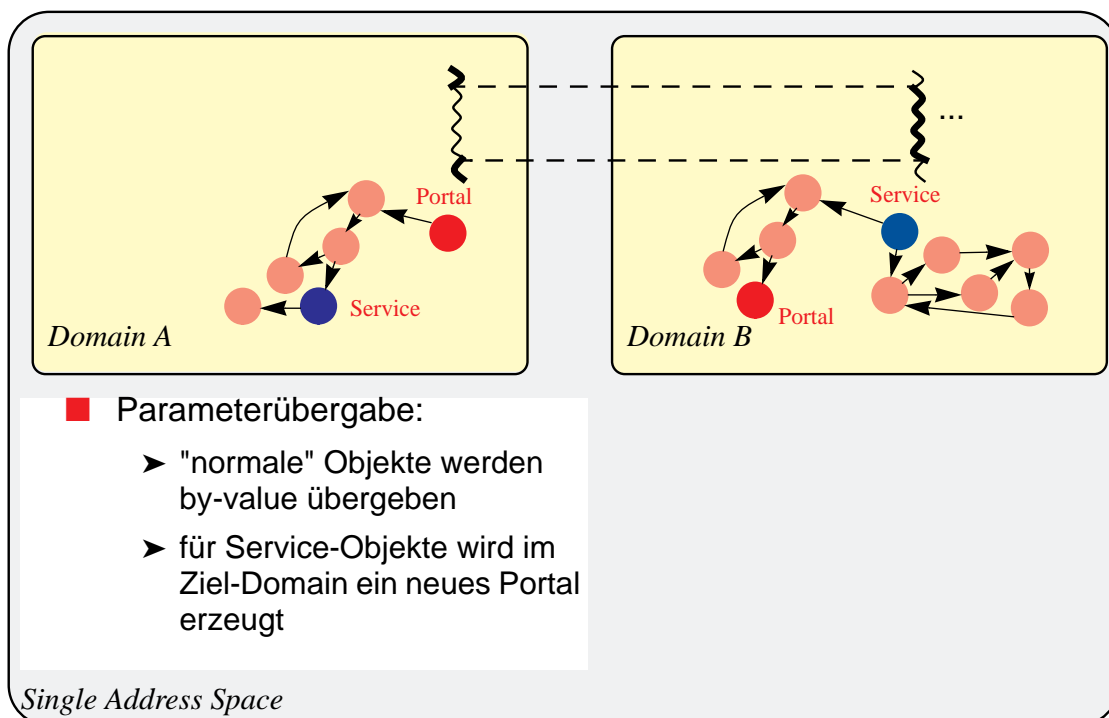 ...
Portal
Service
Service
Portal
Domain A
Domain B
Parameterübergabe:
"normale" Objekte werden
by-value übergeben
für Service-Objekte wird im
Ziel-Domain ein neues Portal
erzeugt
Single Address Space